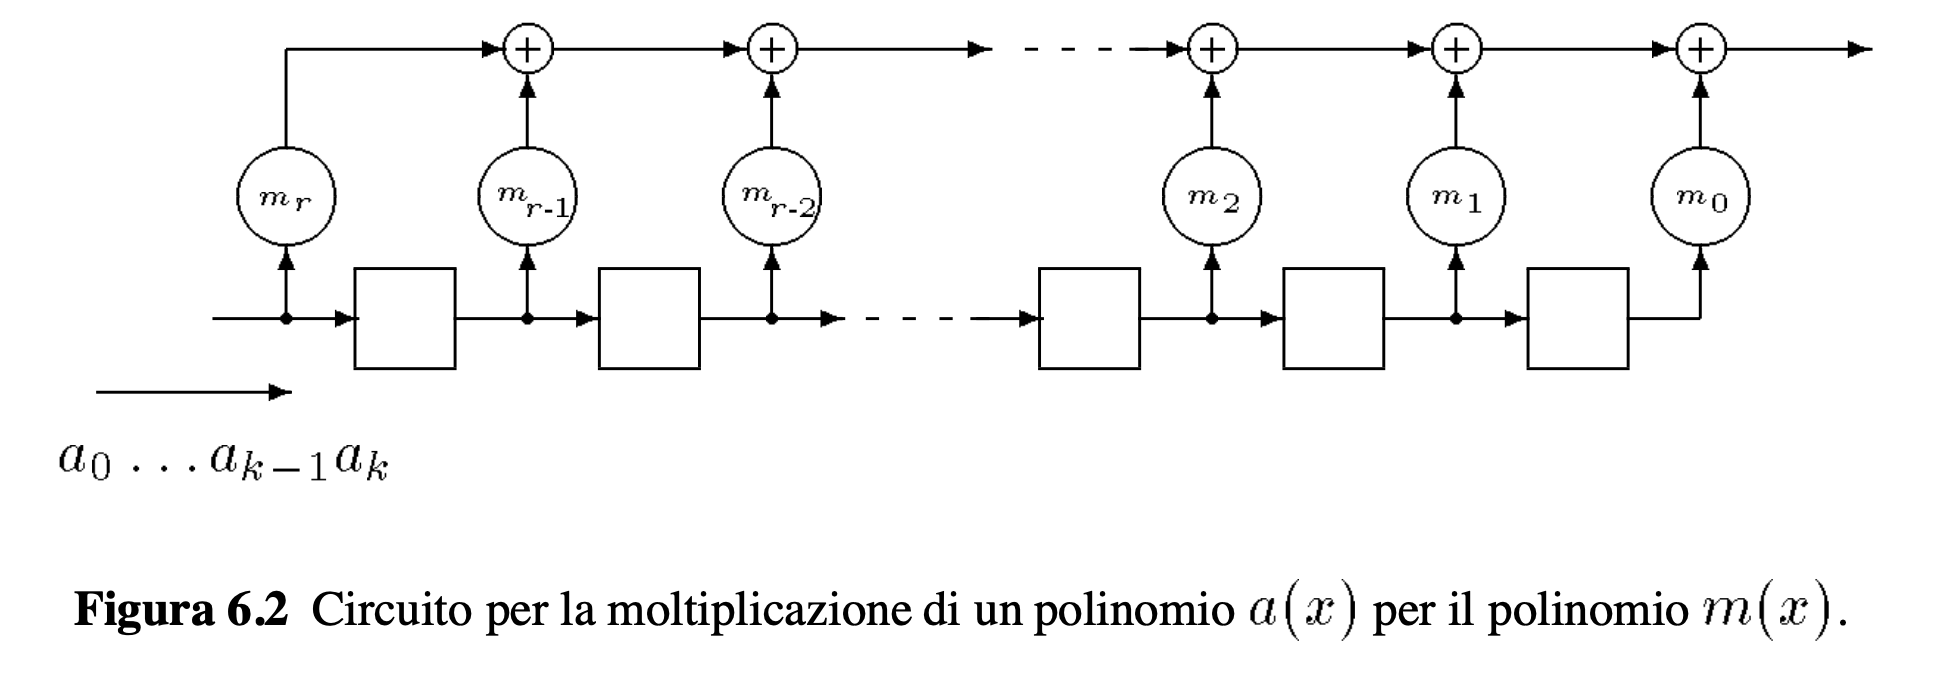 + + + + +
m_r m_{r-1} m_{r-2} m_2 m_1 m_0
a_0 . . . a_{k-1} a_k
Figura 6.2 Circuito per la moltiplicazione di un polinomio a(x) per il polinomio m(x).